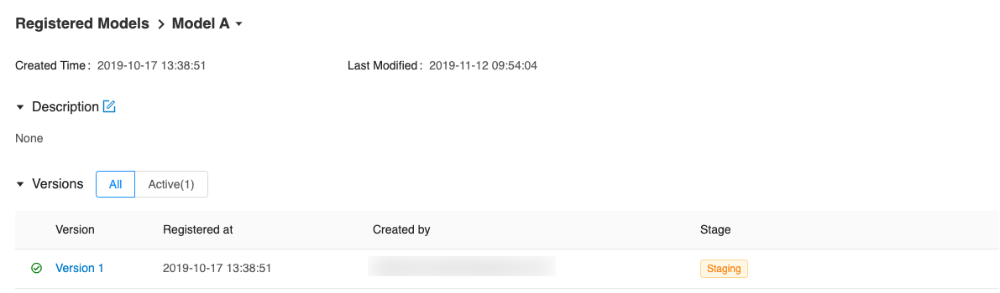 Registered Models > Model A
Created Time : 2019-10-17 13:38:51 Last Modified : 2019-11-12 09:54:04
Description
None
Versions All Active(1)
Version Registered at Created by Stage
Version 1 2019-10-17 13:38:51 Staging